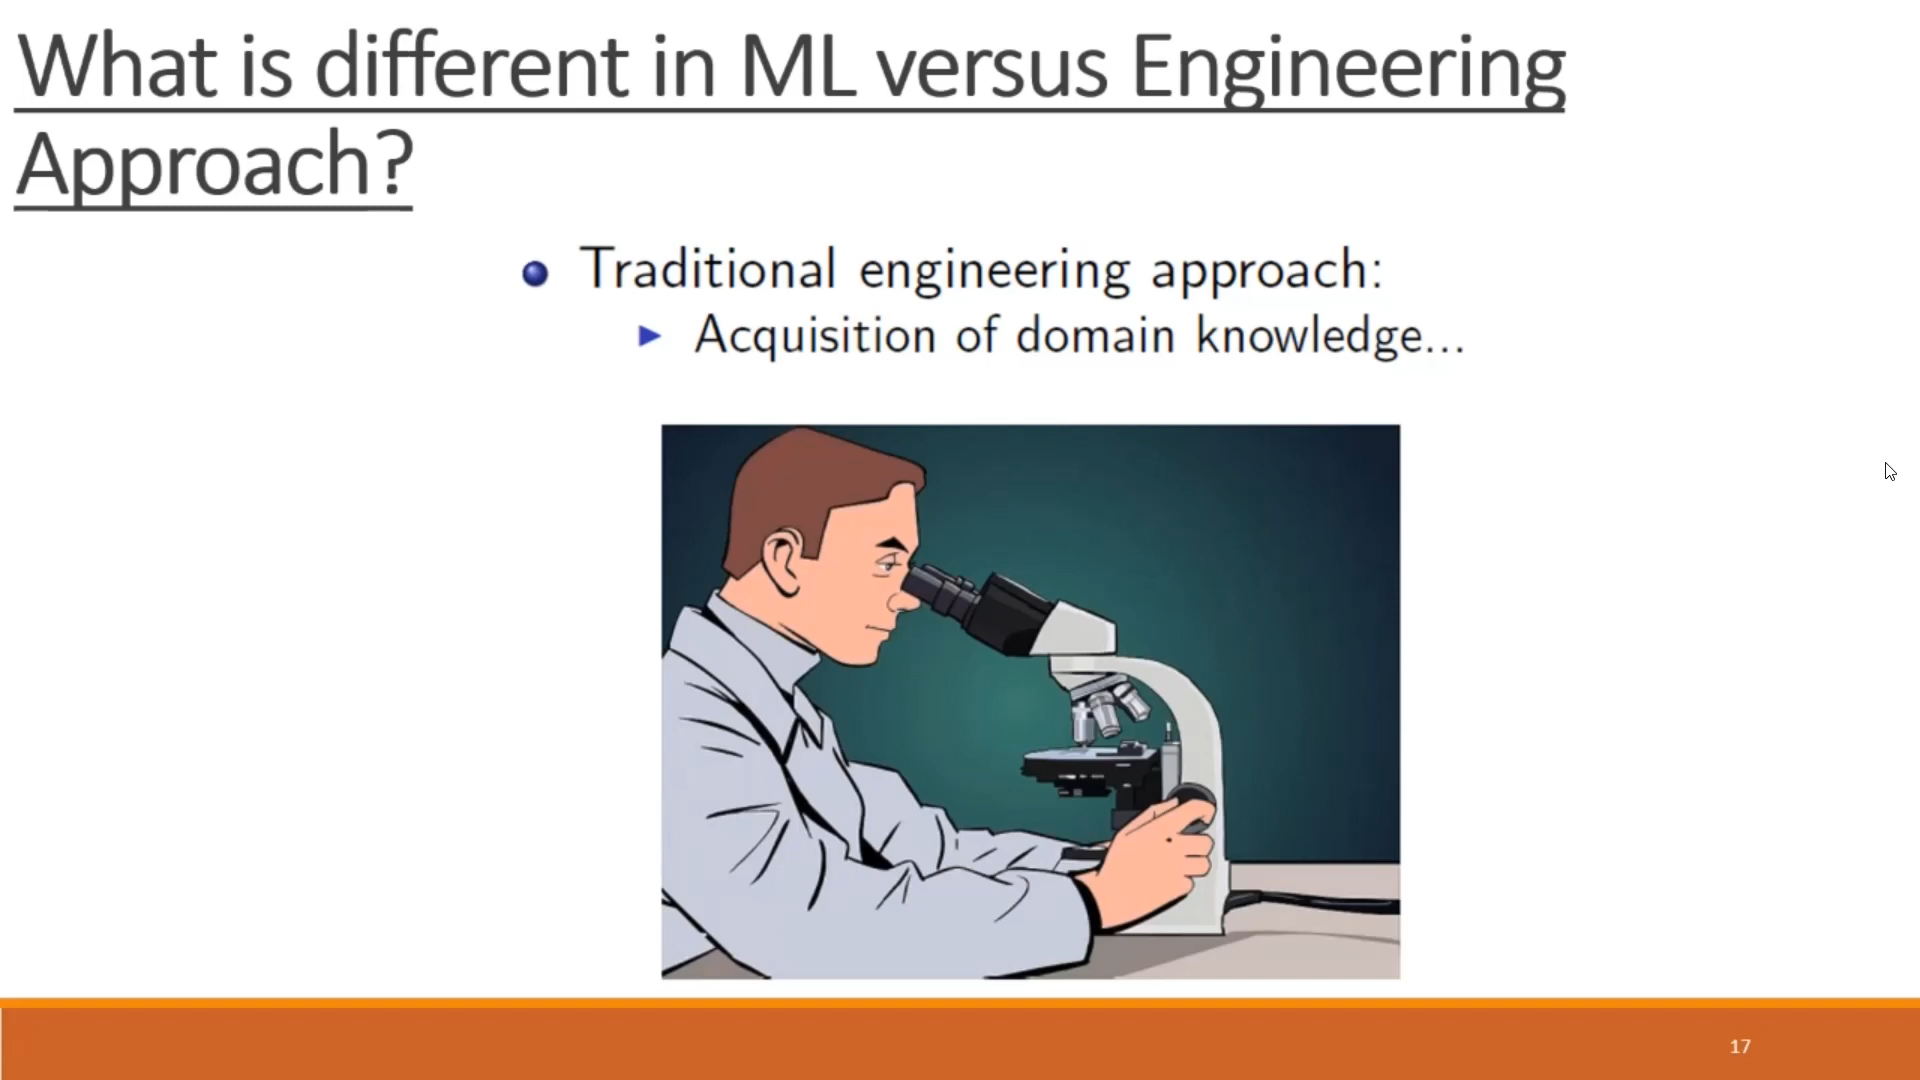 What is different in ML versus Engineering
Approach?
Traditional engineering approach:
Acquisition of domain knowledge...
17